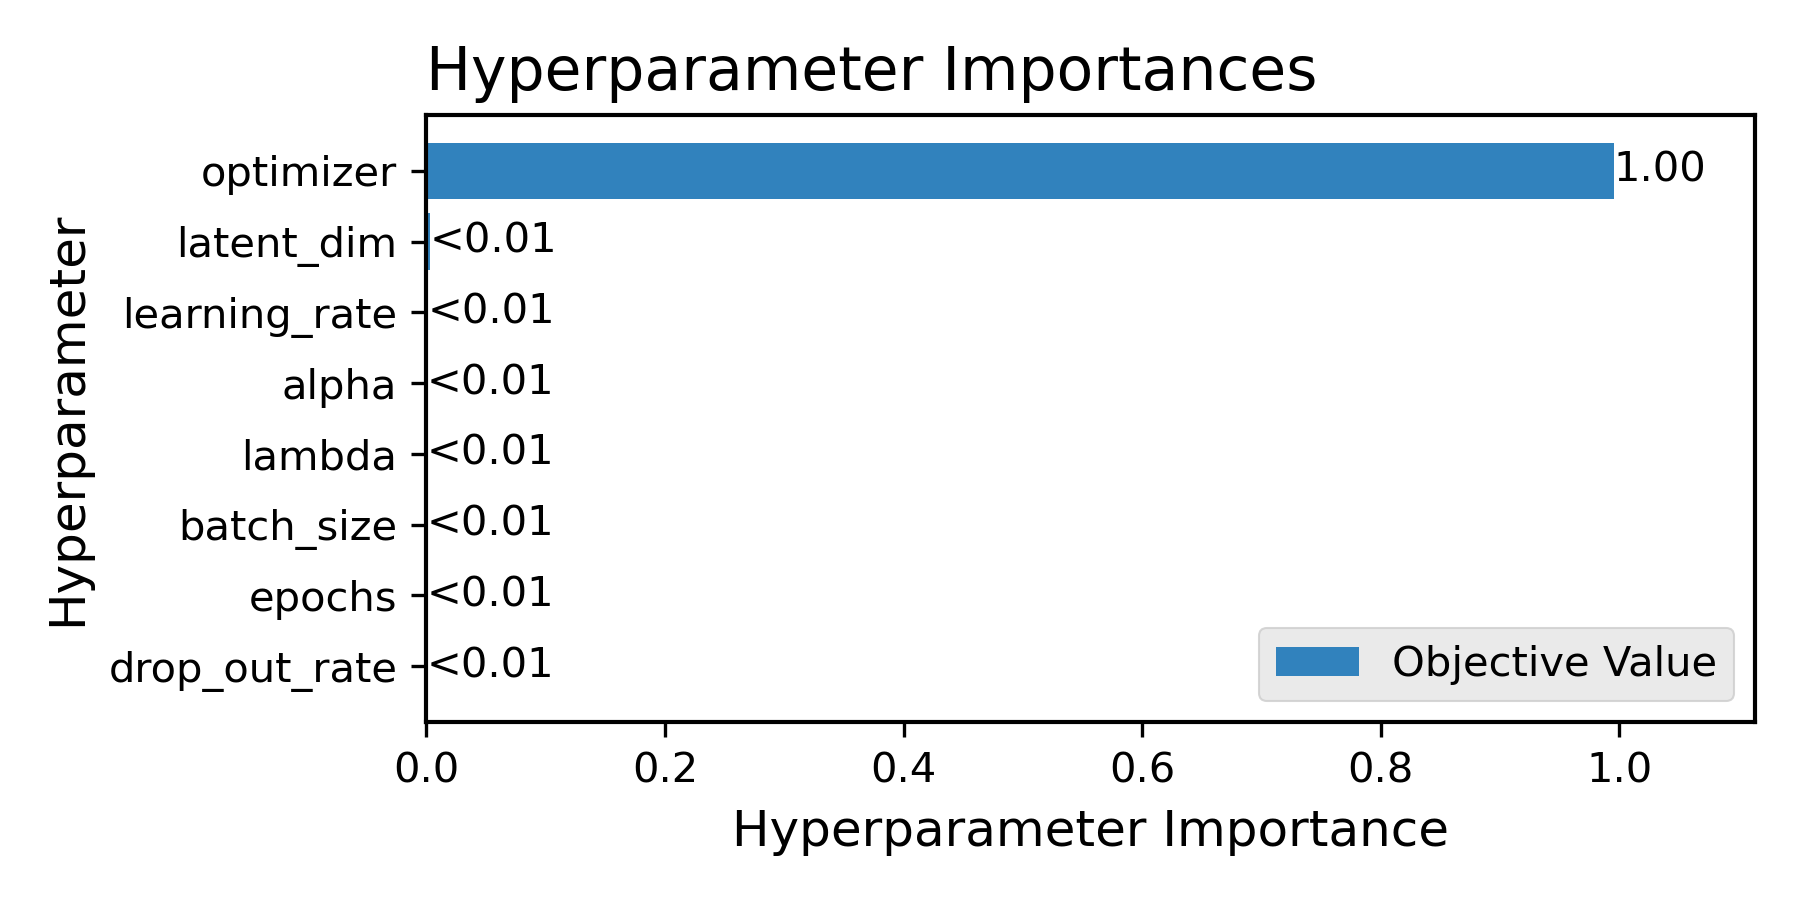 Hyperparameter Importances
Hyperparameter
optimizer 1.00
latent_dim <0.01
learning_rate <0.01
alpha <0.01
lambda <0.01
batch_size <0.01
epochs <0.01
drop_out_rate <0.01
Objective Value
0.0 0.2 0.4 0.6 0.8 1.0
Hyperparameter Importance